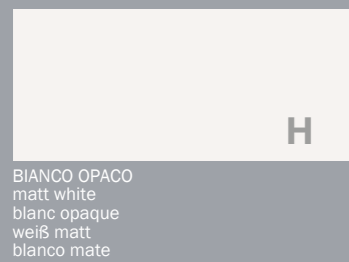 H
BIANCO OPACO
matt white
blanc opaque
weiß matt
blanco mate